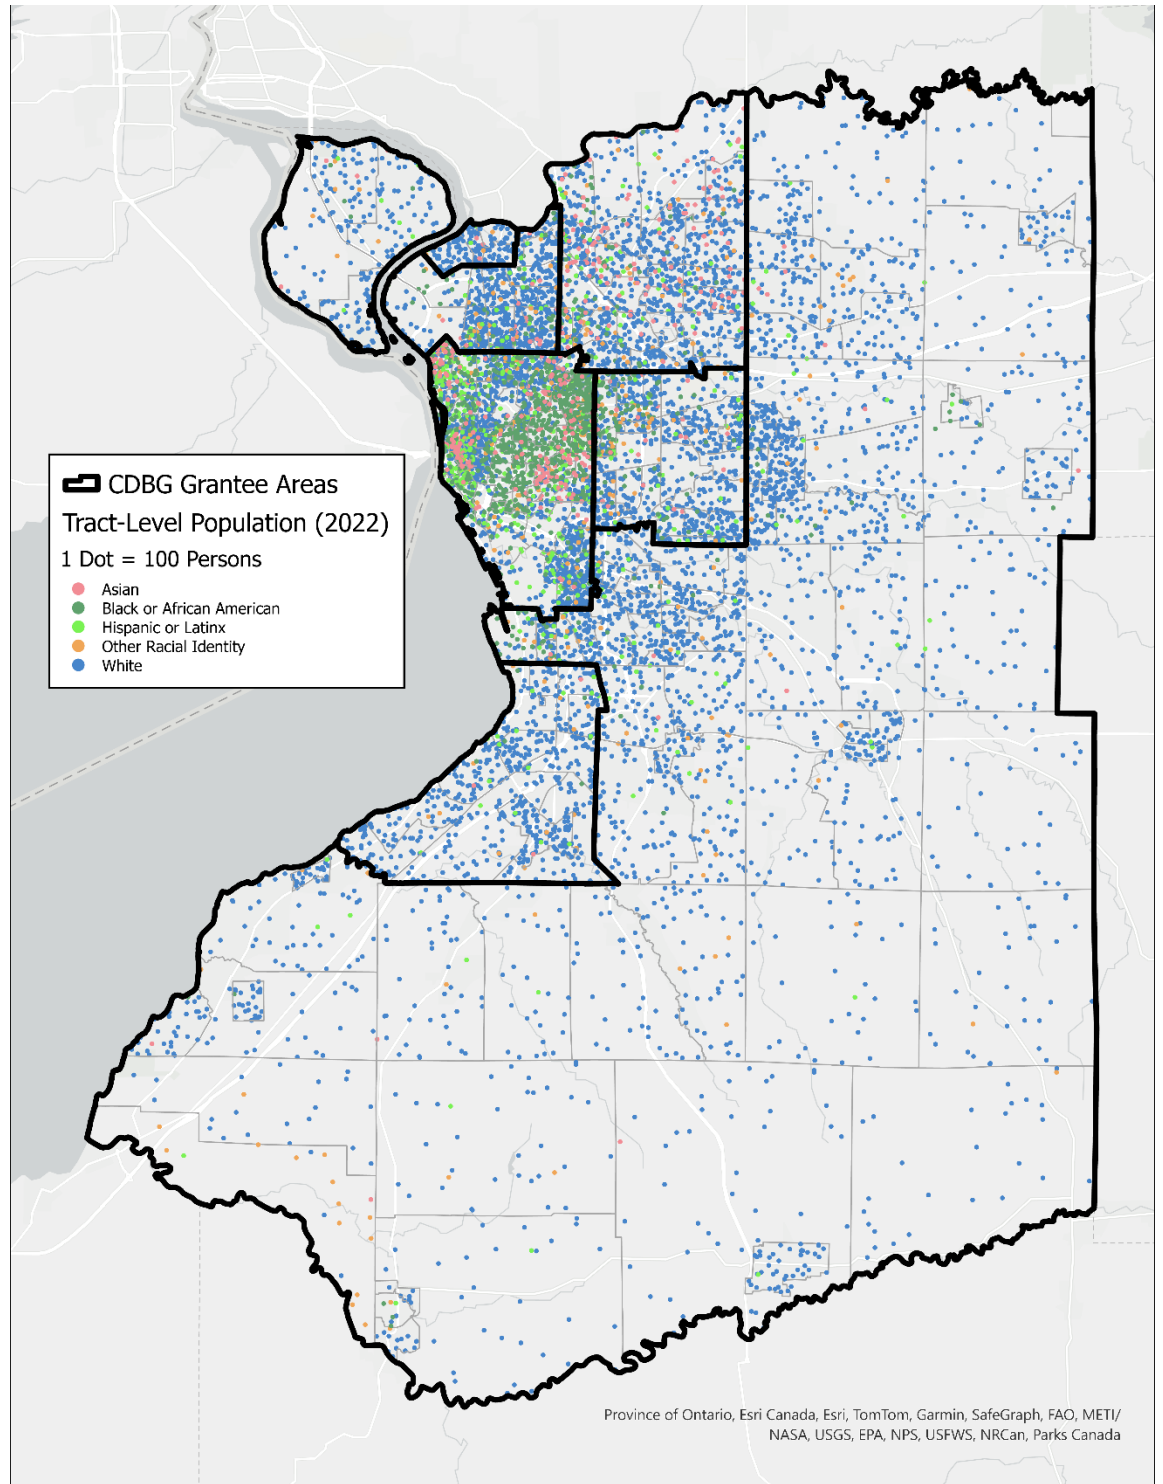 CDBG Grantee Areas
Tract-Level Population (2022)
1 Dot = 100 Persons
Asian
Black or African American
Hispanic or Latinx
Other Racial Identity
White
Province of Ontario, Esri Canada, Esri, TomTom, Garmin, SafeGraph, FAO, METI/
NASA, USGS, EPA, NPS, USFWS, NRCan, Parks Canada